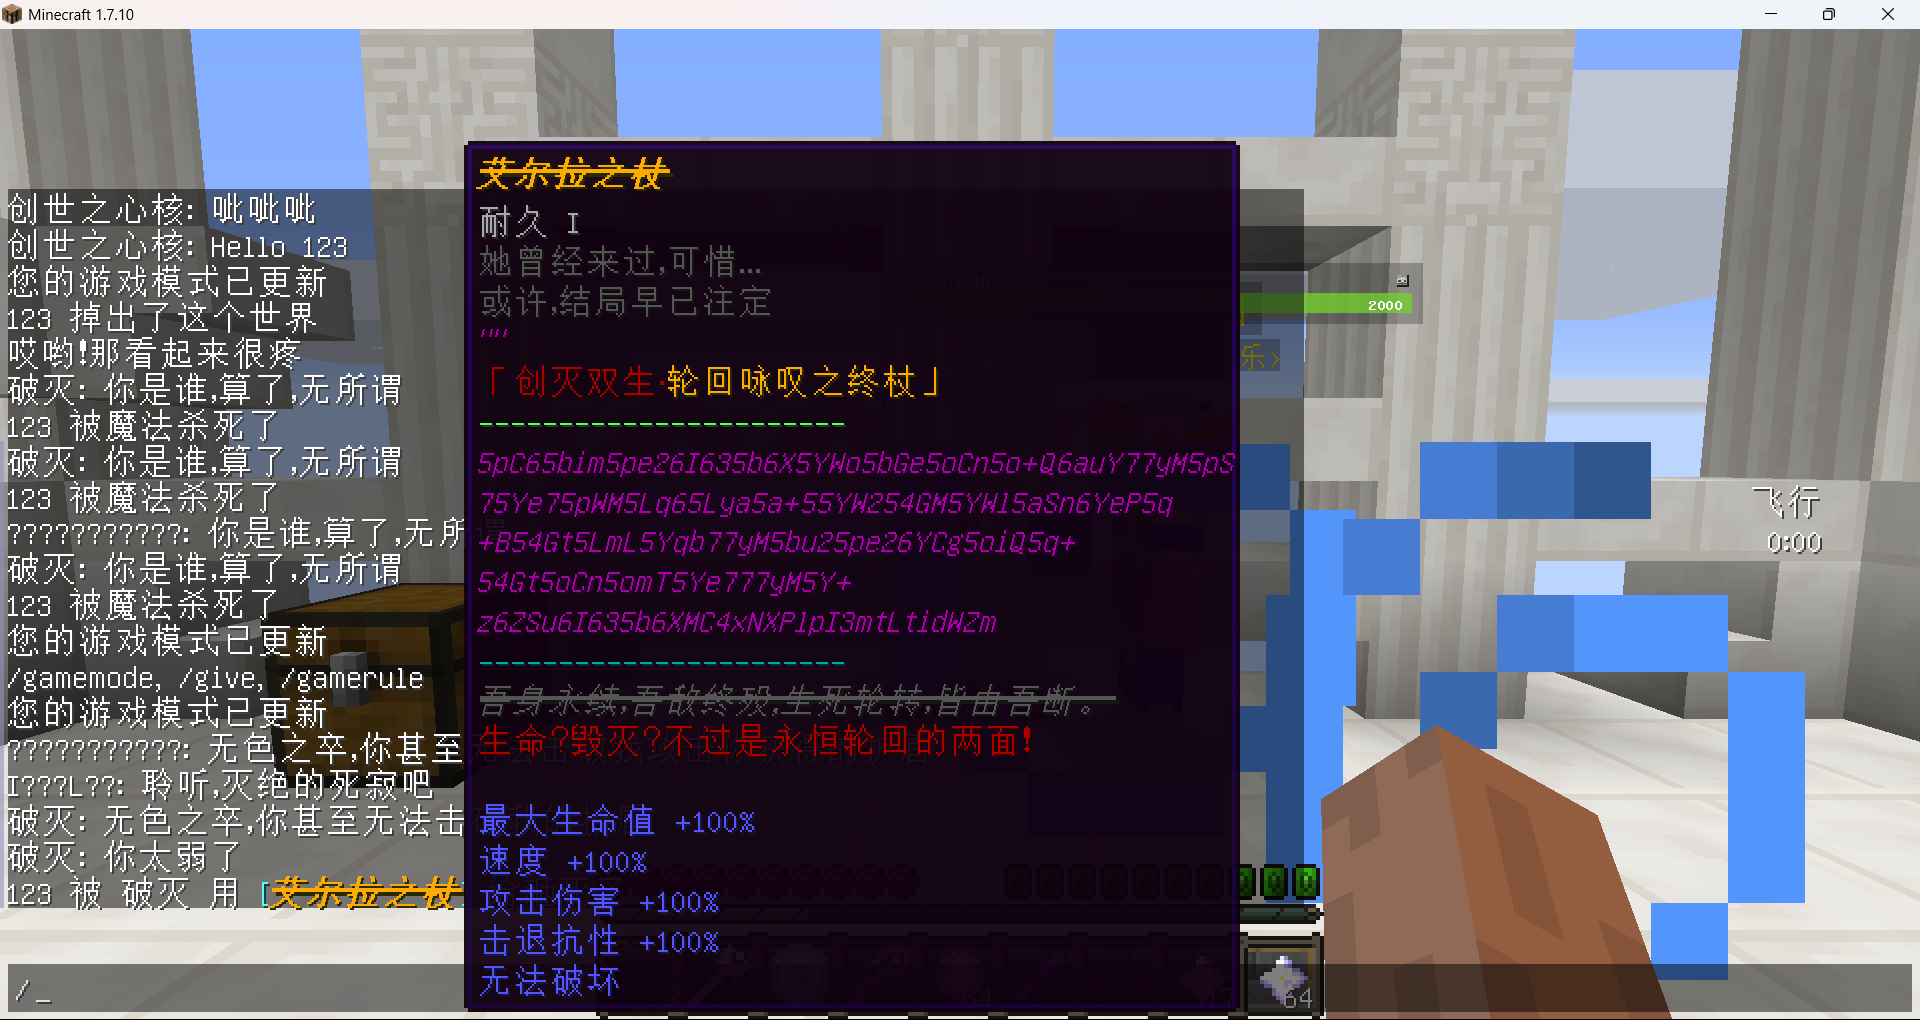 Minecraft 1.7.10
创世之心核: 呲呲呲
创世之心核: Hello 123
您的游戏模式已更新
123 掉出了这个世界
哎哟!那看起来很疼
破灭: 你是谁,算了,无所谓
123 被魔法杀死了
破灭: 你是谁,算了,无所谓
123 被魔法杀死了
???????????: 你是谁,算了,无所谓
破灭: 你是谁,算了,无所谓
123 被魔法杀死了
您的游戏模式已更新
/gamemode, /give, /gamerule
您的游戏模式已更新
???????????: 无色之卒,你甚至
I???L??: 聆听,灭绝的死寂吧
破灭: 无色之卒,你甚至无法击
破灭: 你太弱了
123 被 破灭 用 [艾尔拉之杖]
/_
艾尔拉之杖
耐久 I
她曾经来过,可惜...
或许,结局早已注定
""
「创灭双生·轮回咏叹之终杖」
-----------------------
5pC65bim5pe26I635b6X5YWo5bGe5oCn5o+Q6auY77yM5pS
75Ye75pWM5Lq65Lya5a+55YW254GM5YWl5aSn6YeP5q
+B54Gt5LmL5Yqb77yM5bu25pe26YCg5oiQ5q+
54Gt5oCn5omT5Ye777yM5Y+
z6ZSu6I635b6XMC4xNXPlpI3mtLtidWZm
-----------------------
吾身永续,吾敌终殁,生死轮转,皆由吾断。
生命?毁灭?不过是永恒轮回的两面!
最大生命值 +100%
速度 +100%
攻击伤害 +100%
击退抗性 +100%
无法破坏
2000
乐>
飞行
0:00
64